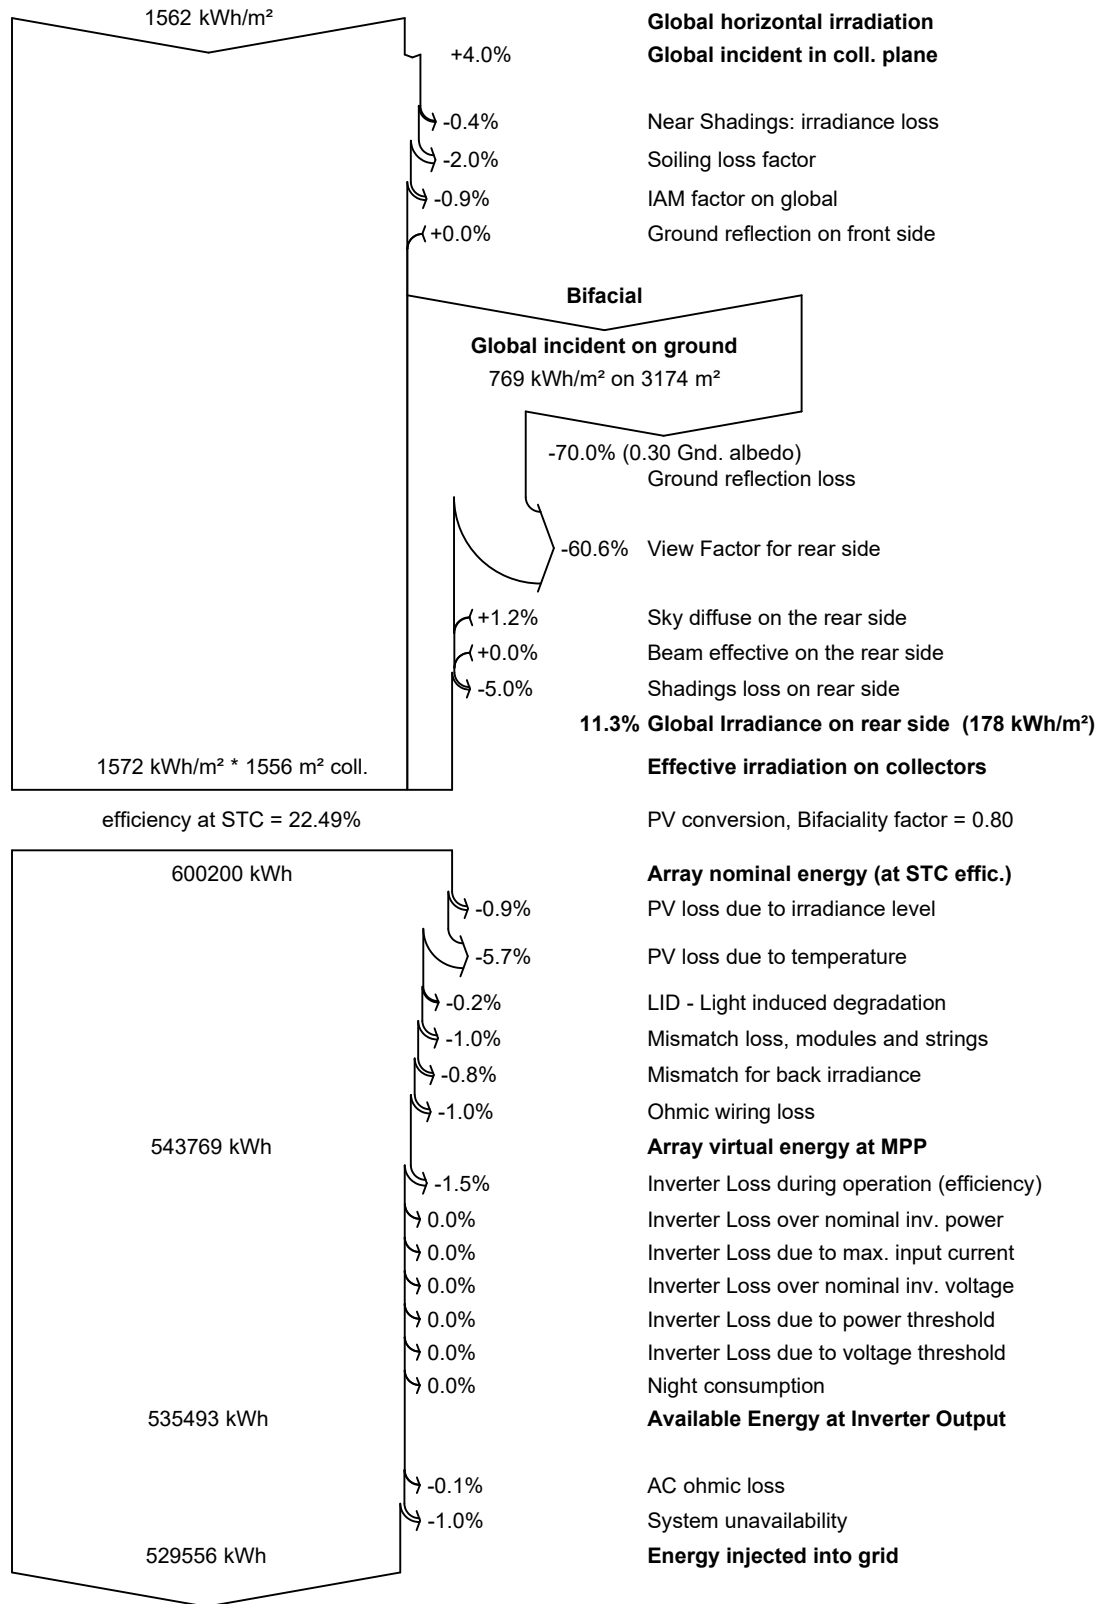 1562 kWh/m² Global horizontal irradiation
+4.0% Global incident in coll. plane
-0.4% Near Shadings: irradiance loss
-2.0% Soiling loss factor
-0.9% IAM factor on global
+0.0% Ground reflection on front side
Bifacial
Global incident on ground
769 kWh/m² on 3174 m²
-70.0% (0.30 Gnd. albedo)
Ground reflection loss
-60.6% View Factor for rear side
+1.2% Sky diffuse on the rear side
+0.0% Beam effective on the rear side
-5.0% Shadings loss on rear side
11.3% Global Irradiance on rear side (178 kWh/m²)
1572 kWh/m² * 1556 m² coll. Effective irradiation on collectors
efficiency at STC = 22.49% PV conversion, Bifaciality factor = 0.80
600200 kWh Array nominal energy (at STC effic.)
-0.9% PV loss due to irradiance level
-5.7% PV loss due to temperature
-0.2% LID - Light induced degradation
-1.0% Mismatch loss, modules and strings
-0.8% Mismatch for back irradiance
-1.0% Ohmic wiring loss
543769 kWh Array virtual energy at MPP
-1.5% Inverter Loss during operation (efficiency)
0.0% Inverter Loss over nominal inv. power
0.0% Inverter Loss due to max. input current
0.0% Inverter Loss over nominal inv. voltage
0.0% Inverter Loss due to power threshold
0.0% Inverter Loss due to voltage threshold
0.0% Night consumption
535493 kWh Available Energy at Inverter Output
-0.1% AC ohmic loss
-1.0% System unavailability
529556 kWh Energy injected into grid